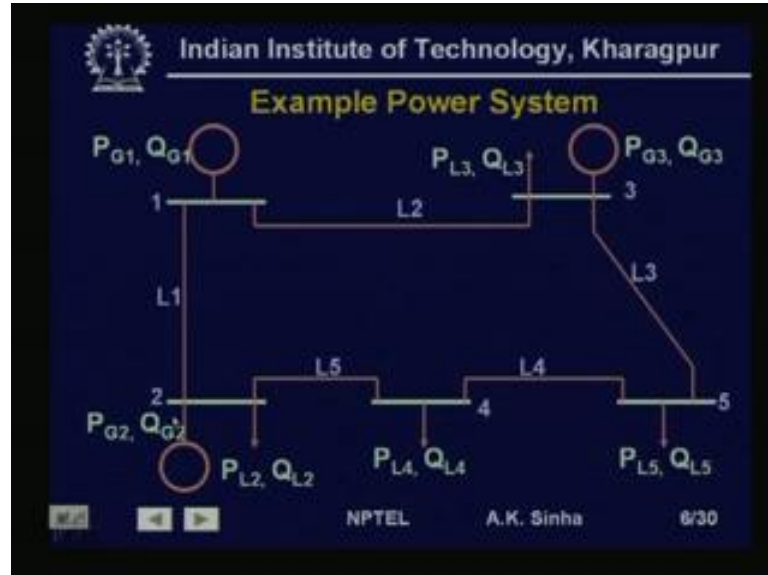 Indian Institute of Technology, Kharagpur
Example Power System
PG1, QG1
PL3, QL3
PG3, QG3
1
3
L2
L1
L3
L5
L4
2
4
5
PG2, QG2
PL2, QL2
PL4, QL4
PL5, QL5
NPTEL
A.K. Sinha
6/30